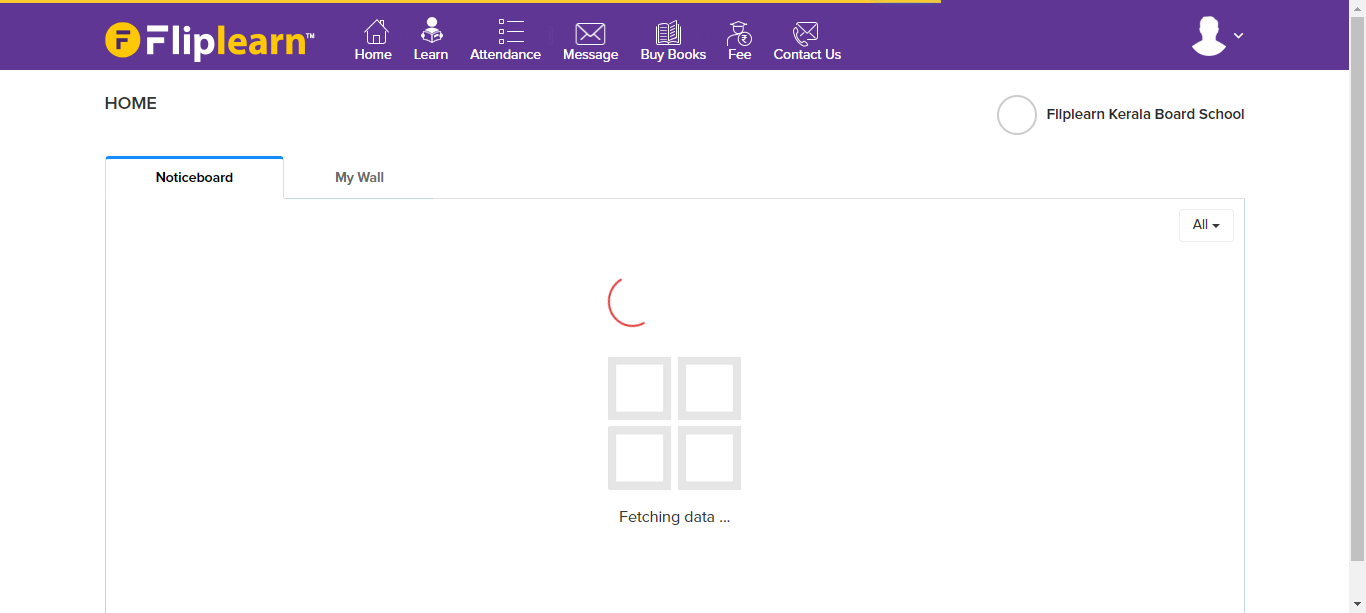 Fliplearn™
Home Learn Attendance Message Buy Books Fee Contact Us
HOME
Fliplearn Kerala Board School
Noticeboard My Wall
All
Fetching data ...